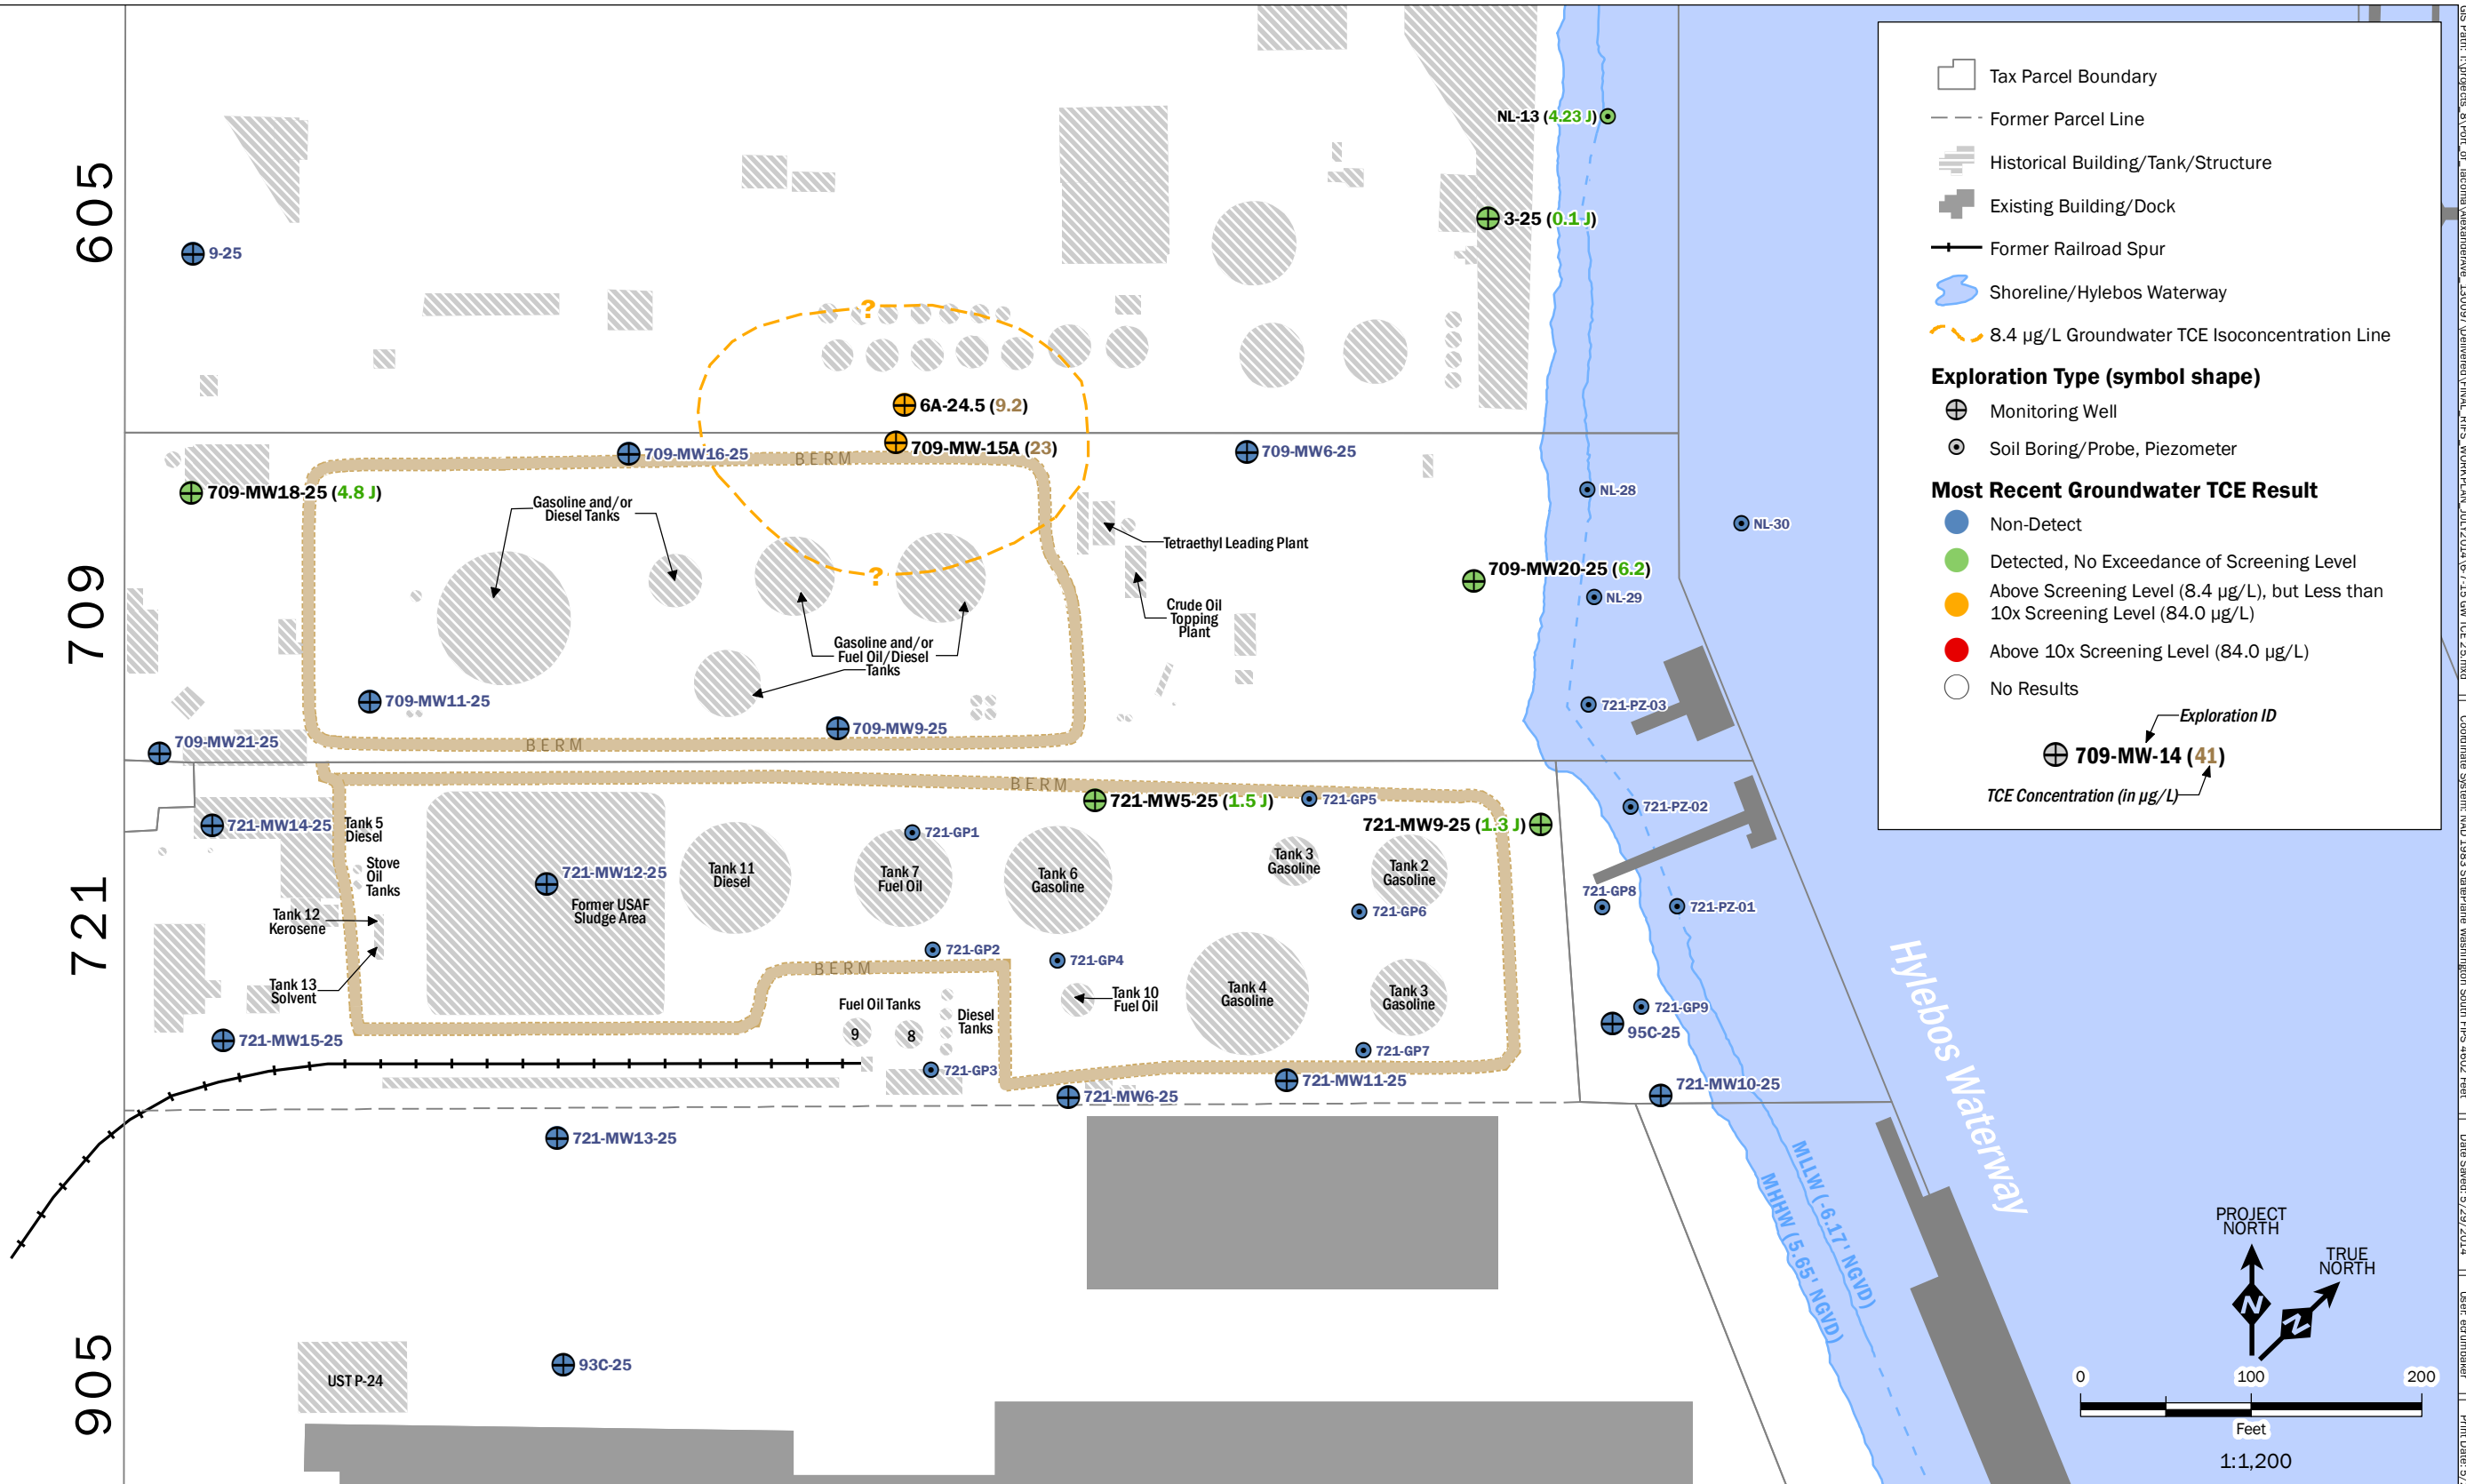 605
709
721
905
NL-13 (4.23 J)
3-25 (0.1 J)
9-25
?
6A-24.5 (9.2)
709-MW16-25
BERM
709-MW-15A (23)
709-MW6-25
709-MW18-25 (4.8 J)
Gasoline and/or
Diesel Tanks
NL-28
NL-30
Tetraethyl Leading Plant
709-MW20-25 (6.2)
?
NL-29
Crude Oil
Topping
Plant
Gasoline and/or
Fuel Oil/Diesel
Tanks
709-MW11-25
721-PZ-03
709-MW9-25
709-MW21-25
BERM
BERM
721-MW5-25 (1.5 J)
721-GP5
721-PZ-02
721-MW14-25
Tank 5
Diesel
721-GP1
721-MW9-25 (1.3 J)
Stove
Oil
Tanks
721-MW12-25
Former USAF
Sludge Area
Tank 11
Diesel
Tank 7
Fuel Oil
Tank 6
Gasoline
Tank 3
Gasoline
Tank 2
Gasoline
721-GP8
721-PZ-01
721-GP6
Tank 12
Kerosene
721-GP2
721-GP4
BERM
Tank 13
Solvent
Fuel Oil Tanks
9
8
Diesel
Tanks
Tank 10
Fuel Oil
Tank 4
Gasoline
Tank 3
Gasoline
721-GP9
95C-25
721-MW15-25
721-GP3
721-GP7
721-MW11-25
721-MW6-25
721-MW10-25
721-MW13-25
93C-25
UST P-24
Hylebos Waterway
MLLW (-6.17' NGVD)
MHHW (5.65' NGVD)
Tax Parcel Boundary
Former Parcel Line
Historical Building/Tank/Structure
Existing Building/Dock
Former Railroad Spur
Shoreline/Hylebos Waterway
8.4 µg/L Groundwater TCE Isoconcentration Line
Exploration Type (symbol shape)
Monitoring Well
Soil Boring/Probe, Piezometer
Most Recent Groundwater TCE Result
Non-Detect
Detected, No Exceedance of Screening Level
Above Screening Level (8.4 µg/L), but Less than
10x Screening Level (84.0 µg/L)
Above 10x Screening Level (84.0 µg/L)
No Results
Exploration ID
709-MW-14 (41)
TCE Concentration (in µg/L)
PROJECT
NORTH
TRUE
NORTH
N
N
0 100 200
Feet
1:1,200